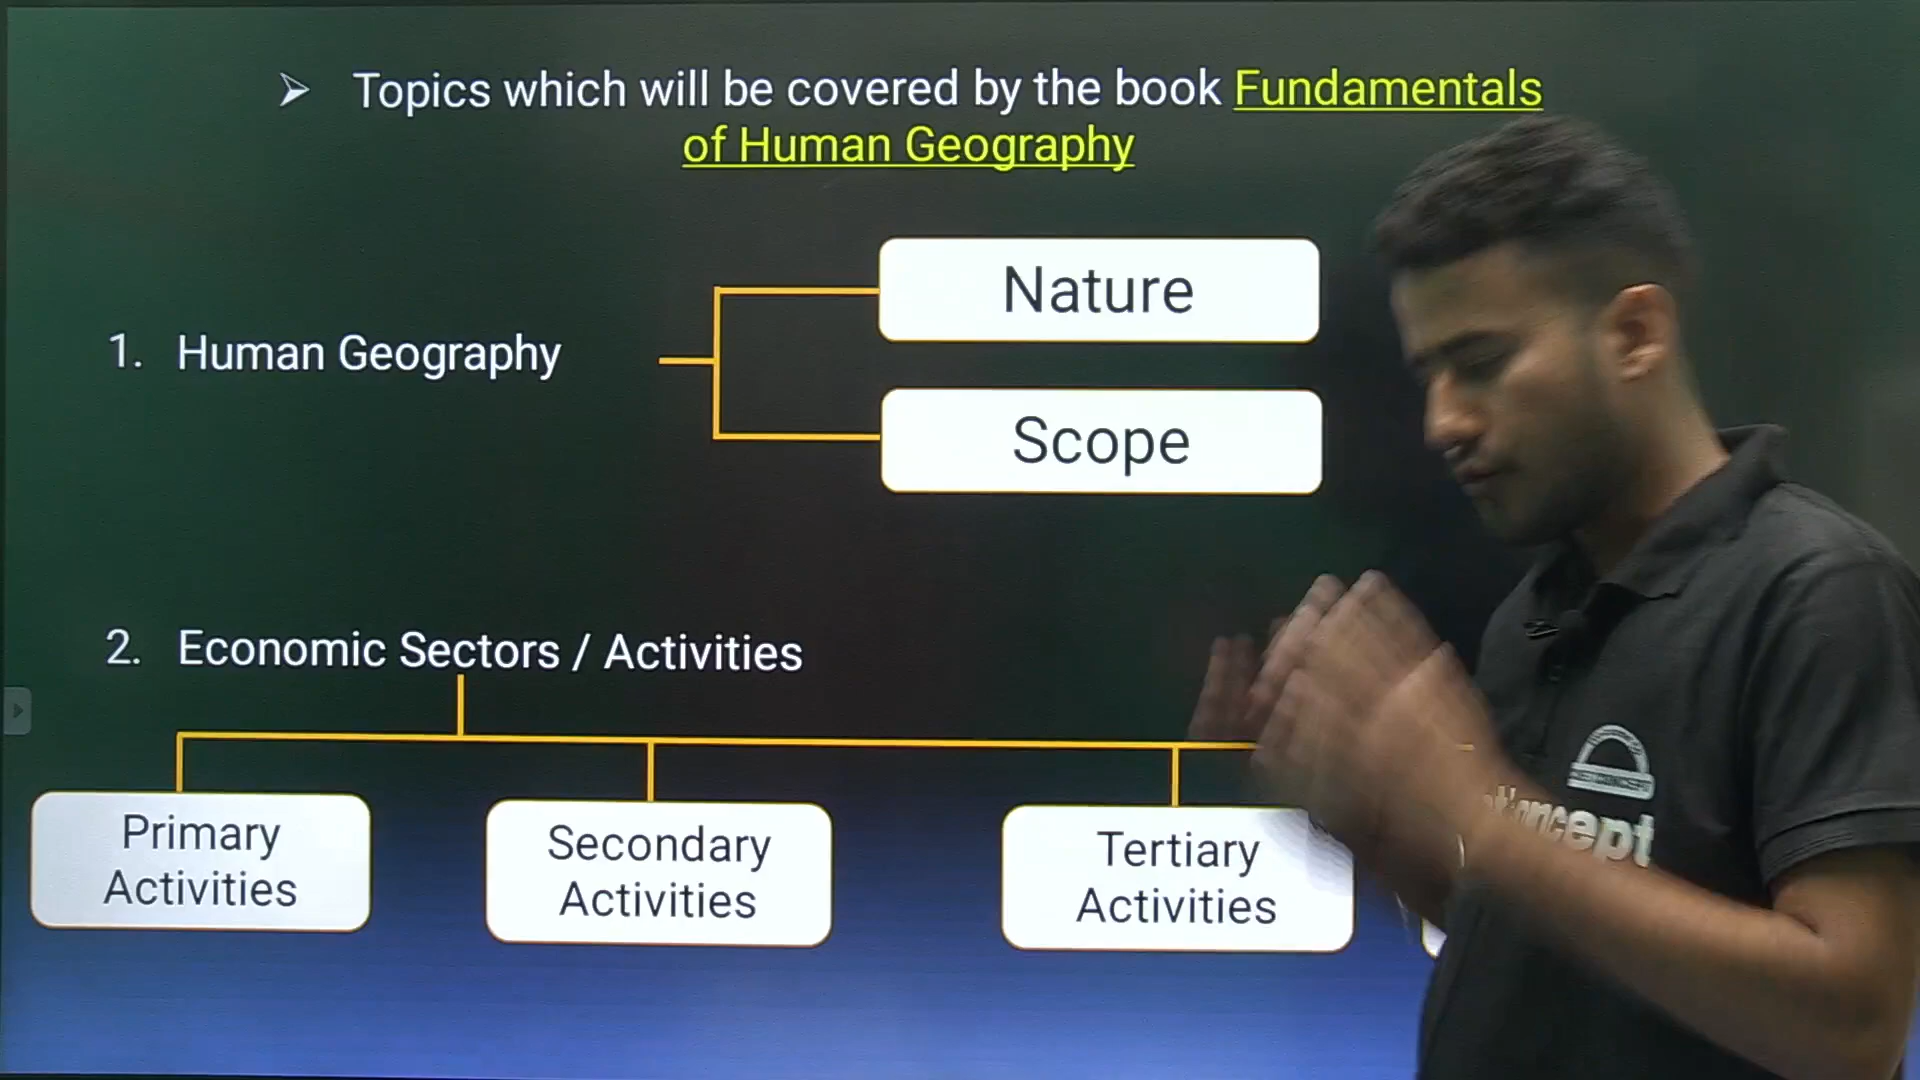 ➢ Topics which will be covered by the book Fundamentals
of Human Geography
Nature
1. Human Geography
Scope
2. Economic Sectors / Activities
Primary
Activities
Secondary
Activities
Tertiary
Activities